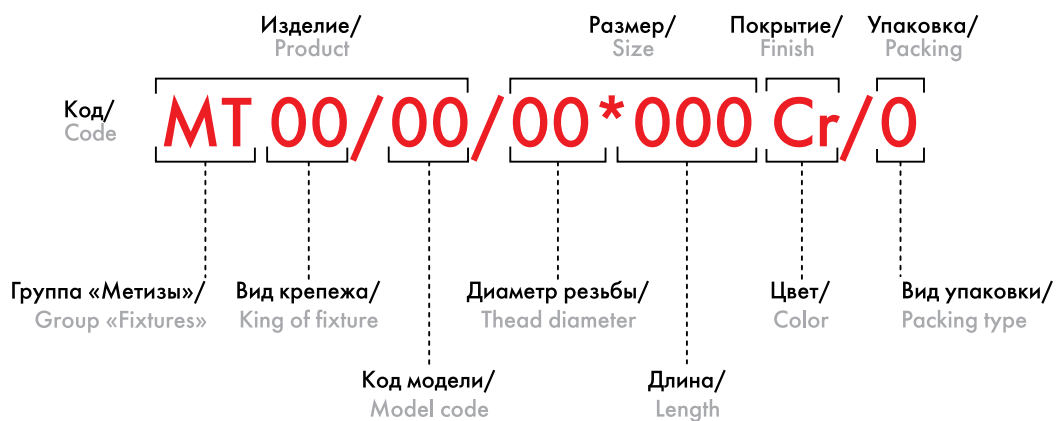 Изделие/
Product
Размер/
Size
Покрытие/
Finish
Упаковка/
Packing
Код/
Code
MT 00/00/00*000 Cr/0
Группа «Метизы»/
Group «Fixtures»
Вид крепежа/
King of fixture
Диаметр резьбы/
Thead diameter
Цвет/
Color
Вид упаковки/
Packing type
Код модели/
Model code
Длина/
Length